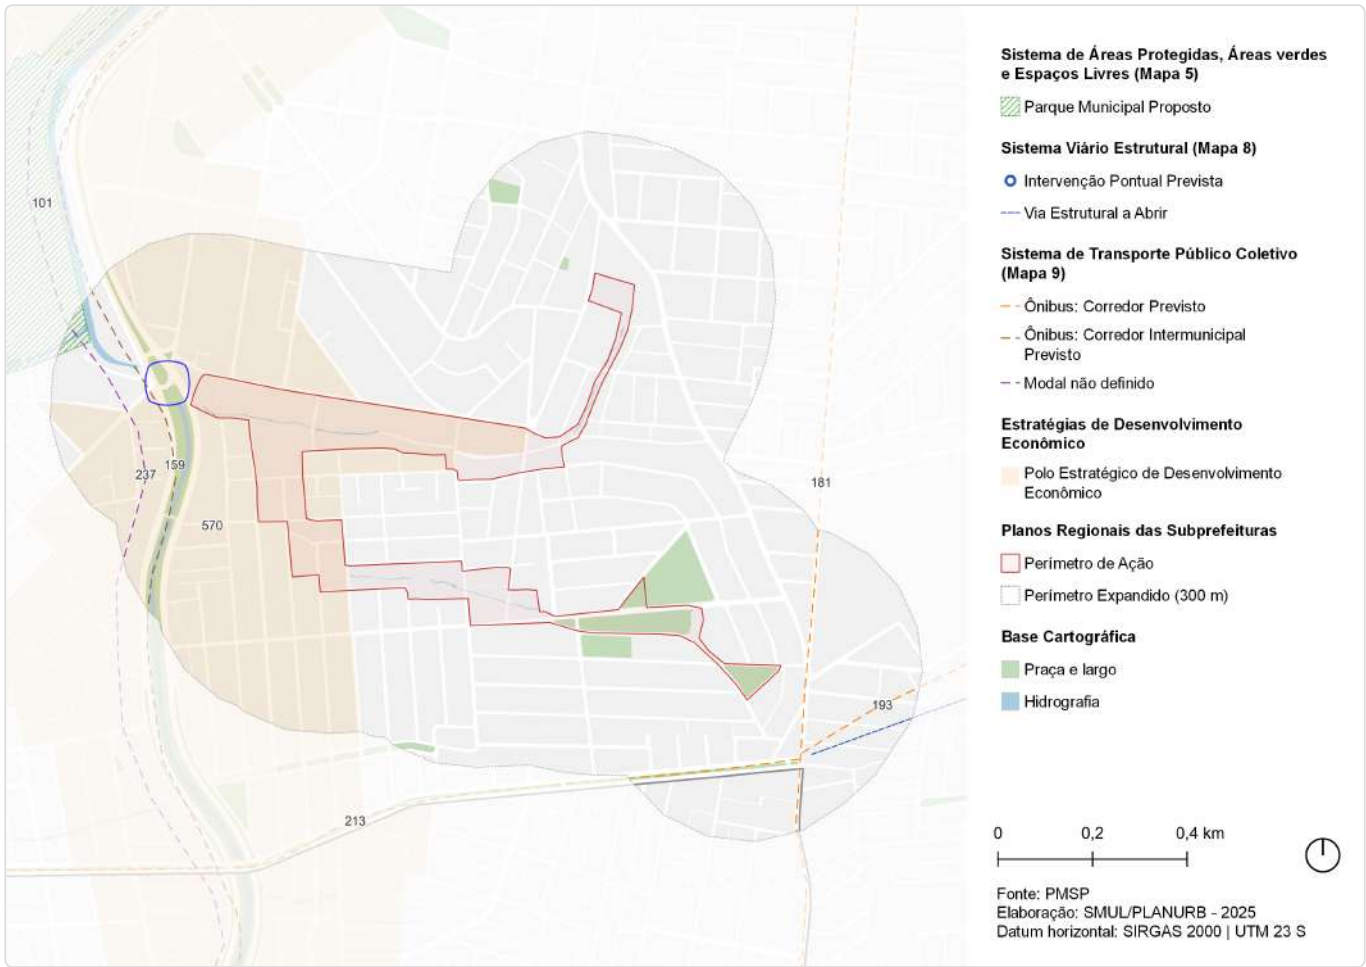 101
237
159
570
181
193
213
Sistema de Áreas Protegidas, Áreas verdes
e Espaços Livres (Mapa 5)
Parque Municipal Proposto
Sistema Viário Estrutural (Mapa 8)
Intervenção Pontual Prevista
Via Estrutural a Abrir
Sistema de Transporte Público Coletivo
(Mapa 9)
Ônibus: Corredor Previsto
Ônibus: Corredor Intermunicipal
Previsto
Modal não definido
Estratégias de Desenvolvimento
Econômico
Polo Estratégico de Desenvolvimento
Econômico
Planos Regionais das Subprefeituras
Perímetro de Ação
Perímetro Expandido (300 m)
Base Cartográfica
Praça e largo
Hidrografia
0 0,2 0,4 km
Fonte: PMSP
Elaboração: SMUL/PLANURB - 2025
Datum horizontal: SIRGAS 2000 | UTM 23 S